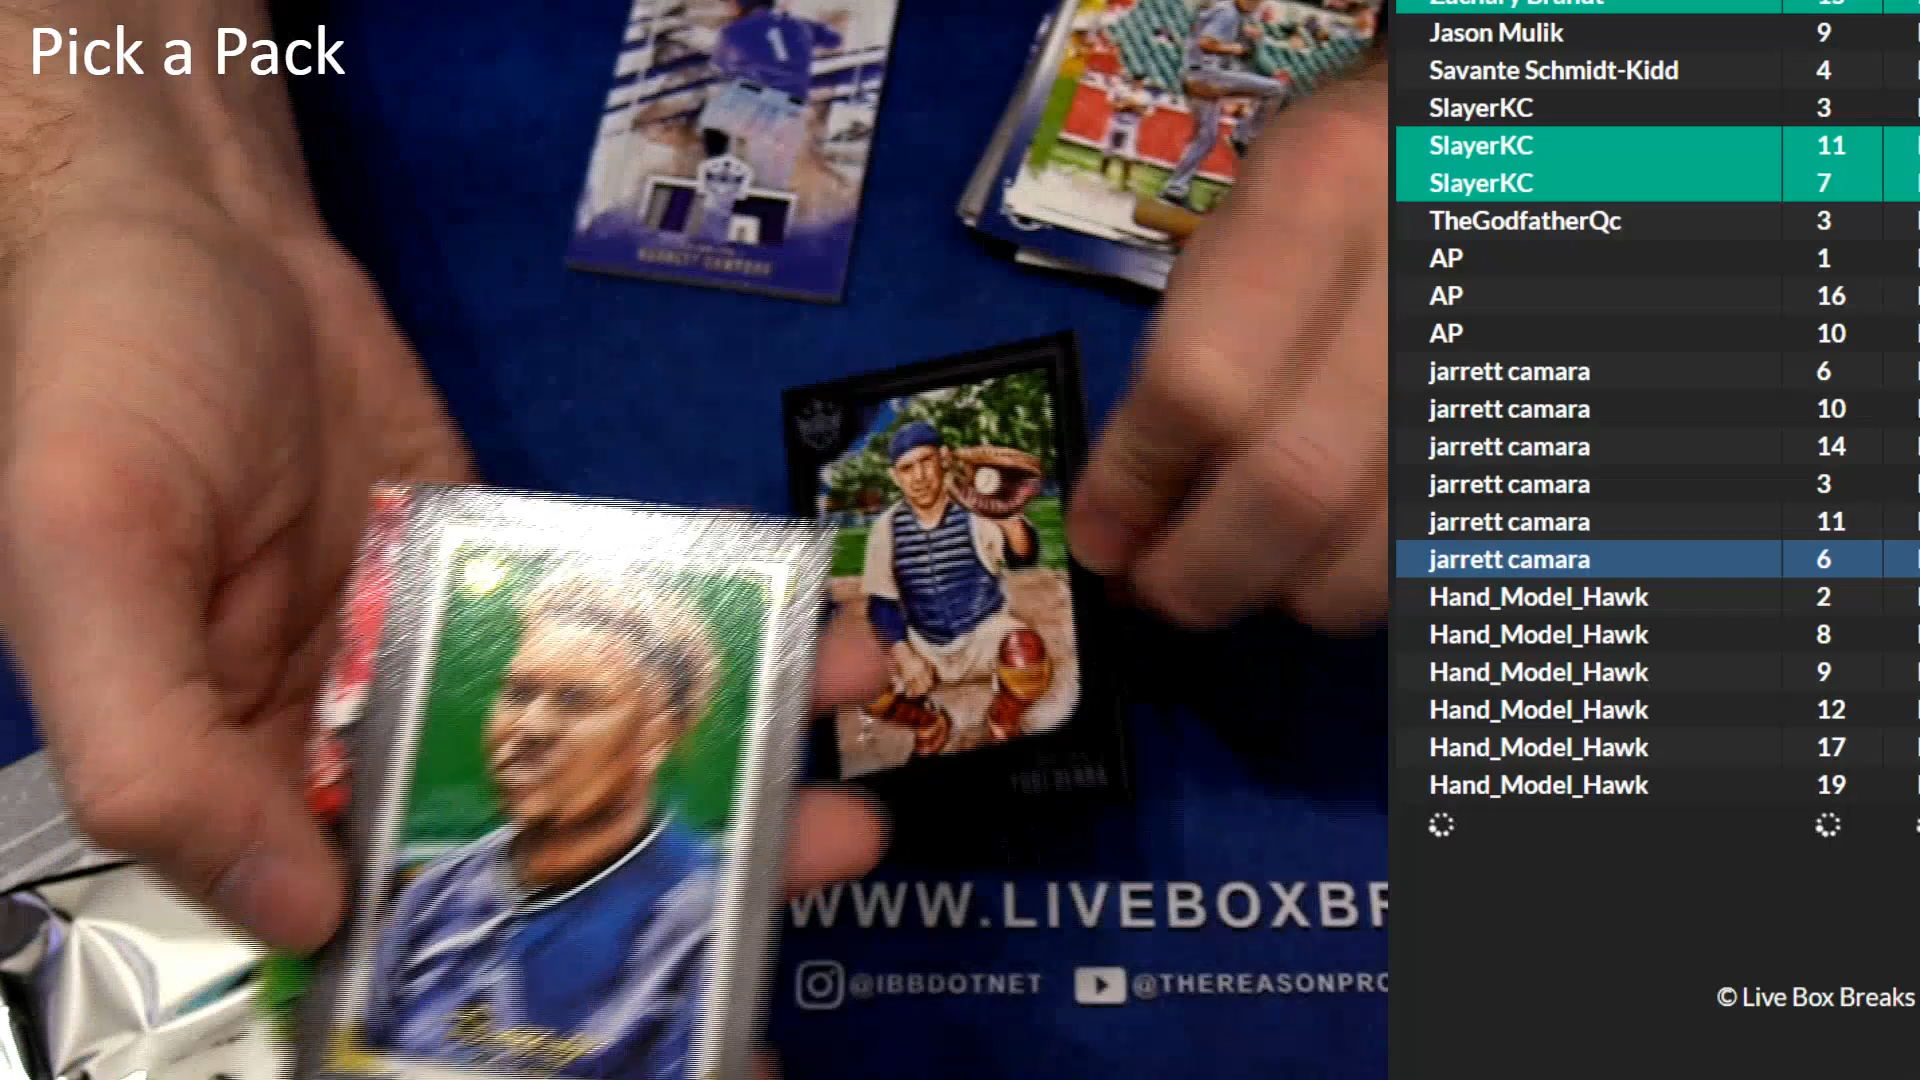 Pick a Pack
Jason Mulik 9
Savante Schmidt-Kidd 4
SlayerKC 3
SlayerKC 11
SlayerKC 7
TheGodfatherQc 3
AP 1
AP 16
AP 10
jarrett camara 6
jarrett camara 10
jarrett camara 14
jarrett camara 3
jarrett camara 11
jarrett camara 6
Hand_Model_Hawk 2
Hand_Model_Hawk 8
Hand_Model_Hawk 9
Hand_Model_Hawk 12
Hand_Model_Hawk 17
Hand_Model_Hawk 19
© Live Box Breaks
1
YOGI BERRA
WWW.LIVEBOXBR
@IBBDOTNET @THEREASONPRO